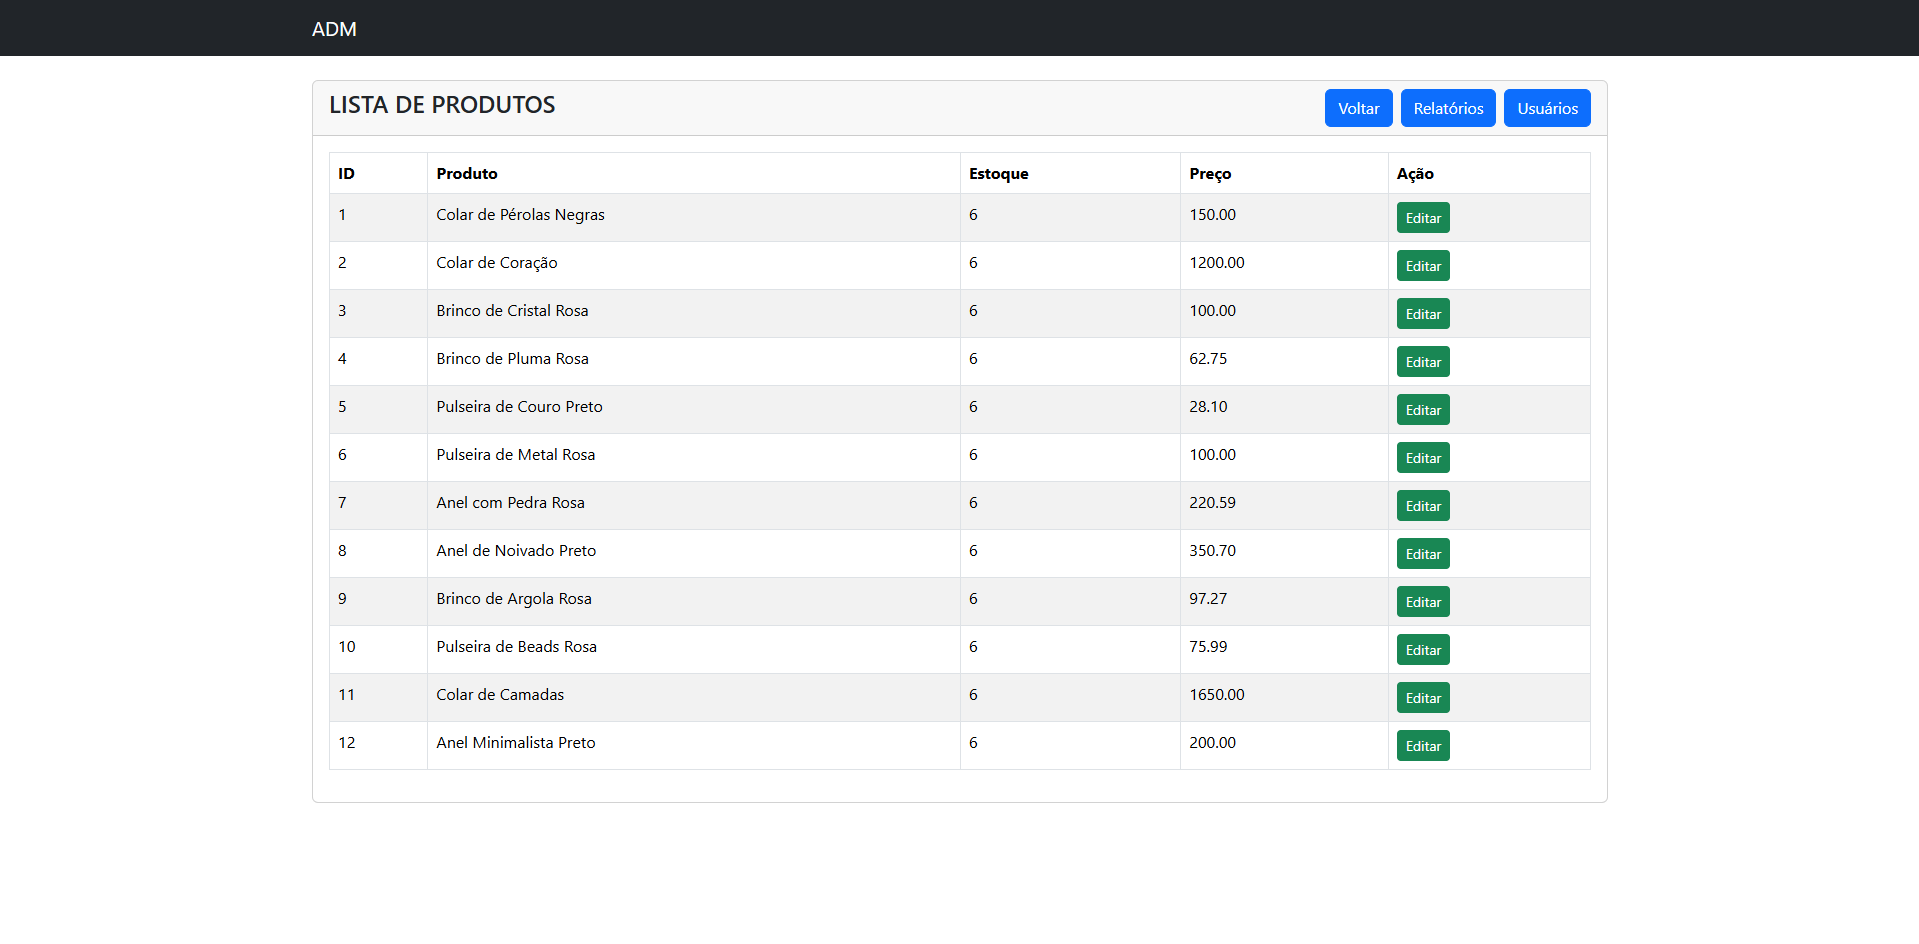 ADM
LISTA DE PRODUTOS Voltar Relatórios Usuários
ID Produto Estoque Preço Ação
1 Colar de Pérolas Negras 6 150.00 Editar
2 Colar de Coração 6 1200.00 Editar
3 Brinco de Cristal Rosa 6 100.00 Editar
4 Brinco de Pluma Rosa 6 62.75 Editar
5 Pulseira de Couro Preto 6 28.10 Editar
6 Pulseira de Metal Rosa 6 100.00 Editar
7 Anel com Pedra Rosa 6 220.59 Editar
8 Anel de Noivado Preto 6 350.70 Editar
9 Brinco de Argola Rosa 6 97.27 Editar
10 Pulseira de Beads Rosa 6 75.99 Editar
11 Colar de Camadas 6 1650.00 Editar
12 Anel Minimalista Preto 6 200.00 Editar